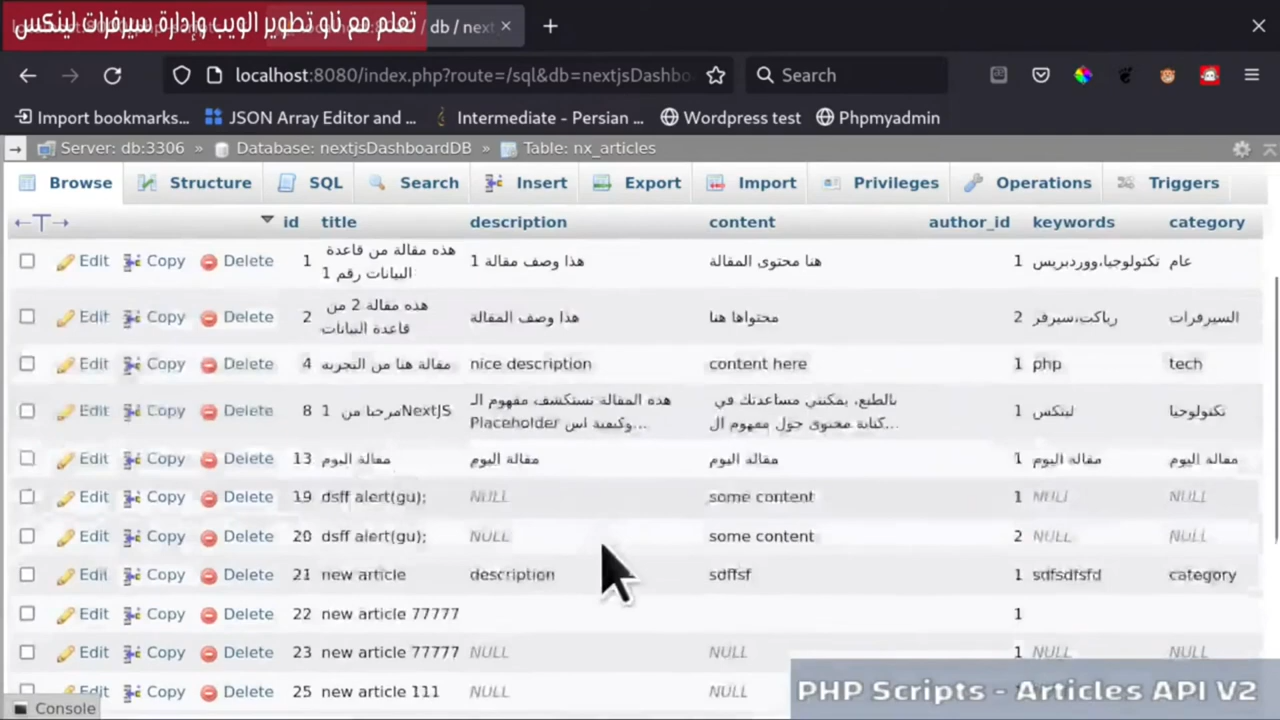 تعلم مع ناو تطوير الويب وإدارة سيرفرات لينكس
/ db / next
localhost:8080/index.php?route=/sql&db=nextjsDashbo
Search
Import bookmarks...
JSON Array Editor and ...
Intermediate - Persian ...
Wordpress test
Phpmyadmin
Server: db:3306 » Database: nextjsDashboardDB » Table: nx_articles
Browse Structure SQL Search Insert Export Import Privileges Operations Triggers
id title description content author_id keywords category
Edit Copy Delete 1 هذه مقالة من قاعدة البيانات رقم 1 هذا وصف مقالة 1 هنا محتوى المقالة 1 تكنولوجيا،ووردبريس عام
Edit Copy Delete 2 هذه مقالة 2 من قاعدة البيانات هذا وصف المقالة محتواها هنا 2 رياكت،سيرفر السيرفرات
Edit Copy Delete 4 مقالة هنا من التجربه nice description content here 1 php tech
Edit Copy Delete 8 مرحبا من 1 NextJS هذه المقالة تستكشف مفهوم الـ Placeholder وكيفية اس... بالطبع، يمكنني مساعدتك في كتابة محتوى حول مفهوم ال... 1 لينكس تكنولوجيا
Edit Copy Delete 13 مقالة اليوم مقالة اليوم مقالة اليوم 1 مقالة اليوم مقالة اليوم
Edit Copy Delete 19 dsff alert(gu); NULL some content 1 NULL NULL
Edit Copy Delete 20 dsff alert(gu); NULL some content 2 NULL NULL
Edit Copy Delete 21 new article description sdffsf 1 sdfsdfsfd category
Edit Copy Delete 22 new article 77777 1
Edit Copy Delete 23 new article 77777 NULL NULL 1 NULL NULL
Edit Copy Delete 25 new article 111 NULL NULL
Console
PHP Scripts - Articles API V2